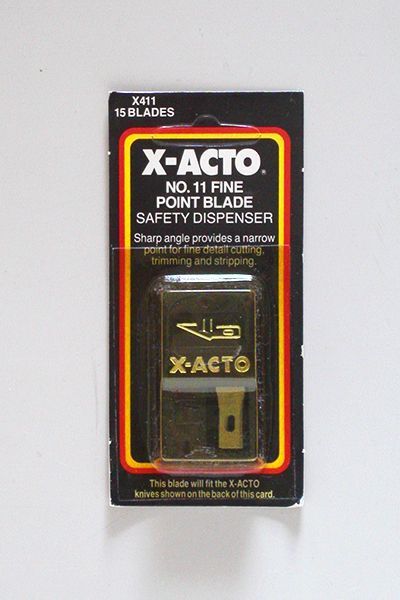 X411
15 BLADES
X-ACTO®
NO. 11 FINE
POINT BLADE
SAFETY DISPENSER
Sharp angle provides a narrow
point for fine detail cutting,
trimming and stripping.
11
X-ACTO
This blade will fit the X-ACTO
knives shown on the back of this card.